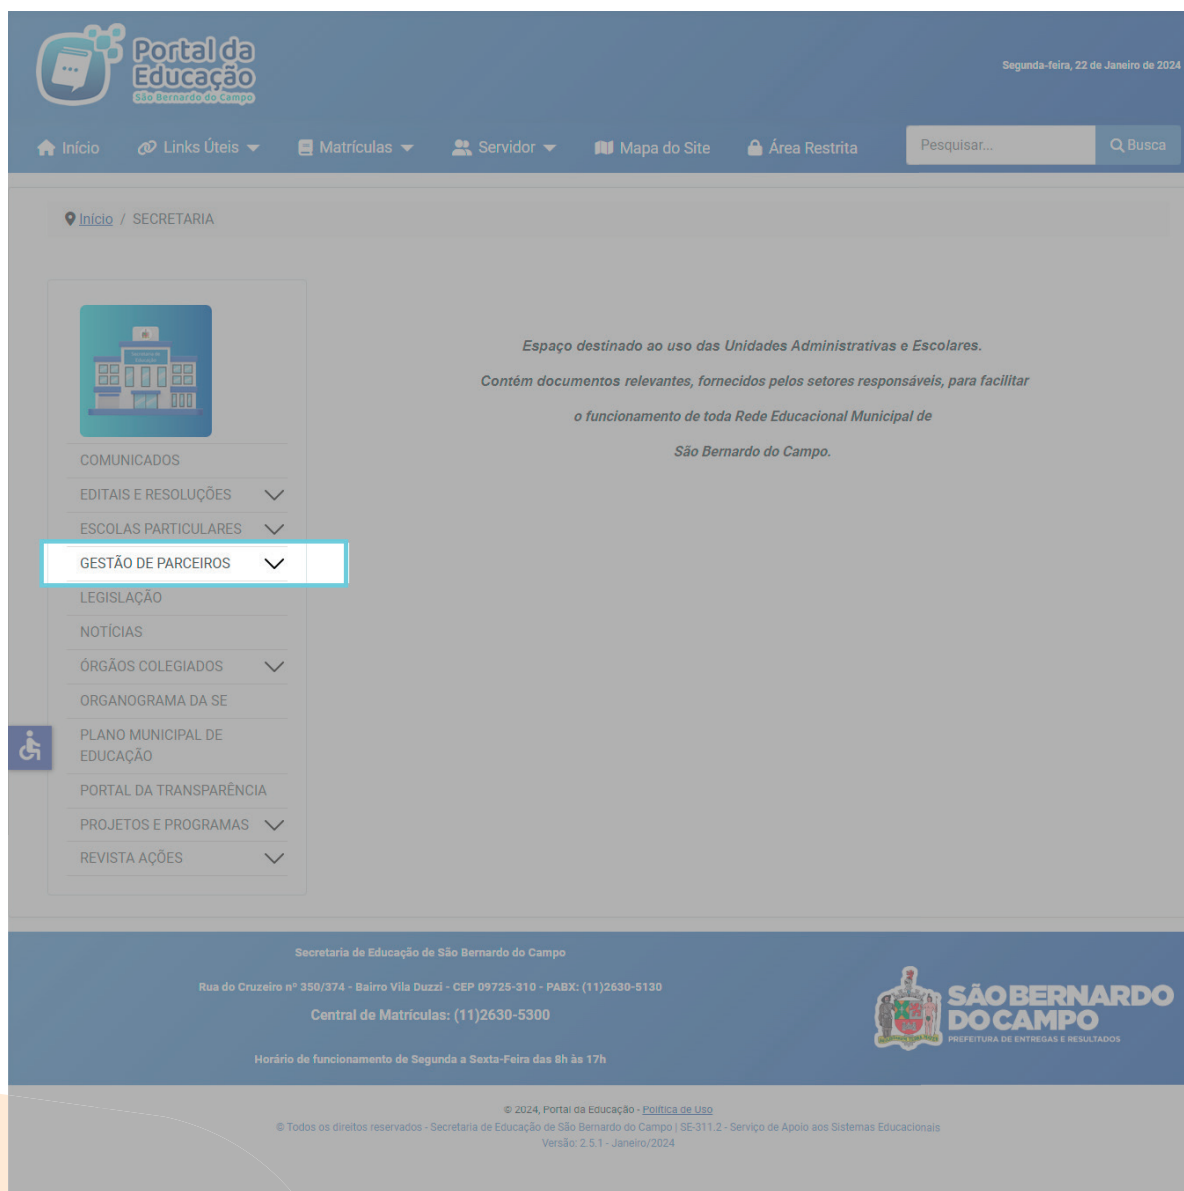 Portal da
Educação
São Bernardo do Campo
Segunda-feira, 22 de Janeiro de 2024
Início
Links Úteis
Matrículas
Servidor
Mapa do Site
Área Restrita
Pesquisar...
Busca
Início / SECRETARIA
Secretaria de
Educação
Espaço destinado ao uso das Unidades Administrativas e Escolares.
Contém documentos relevantes, fornecidos pelos setores responsáveis, para facilitar
o funcionamento de toda Rede Educacional Municipal de
São Bernardo do Campo.
COMUNICADOS
EDITAIS E RESOLUÇÕES
ESCOLAS PARTICULARES
GESTÃO DE PARCEIROS
LEGISLAÇÃO
NOTÍCIAS
ÓRGÃOS COLEGIADOS
ORGANOGRAMA DA SE
PLANO MUNICIPAL DE
EDUCAÇÃO
PORTAL DA TRANSPARÊNCIA
PROJETOS E PROGRAMAS
REVISTA AÇÕES
Secretaria de Educação de São Bernardo do Campo
Rua do Cruzeiro nº 350/374 - Bairro Vila Duzzi - CEP 09725-310 - PABX: (11)2630-5130
Central de Matrículas: (11)2630-5300
Horário de funcionamento de Segunda a Sexta-Feira das 8h às 17h
SÃO BERNARDO
DO CAMPO
PREFEITURA DE ENTREGAS E RESULTADOS
© 2024, Portal da Educação - Política de Uso
© Todos os direitos reservados - Secretaria de Educação de São Bernardo do Campo | SE-311.2 - Serviço de Apoio aos Sistemas Educacionais
Versão: 2.5.1 - Janeiro/2024